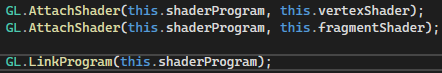 GL.AttachShader(this.shaderProgram, this.vertexShader);
GL.AttachShader(this.shaderProgram, this.fragmentShader);
GL.LinkProgram(this.shaderProgram);